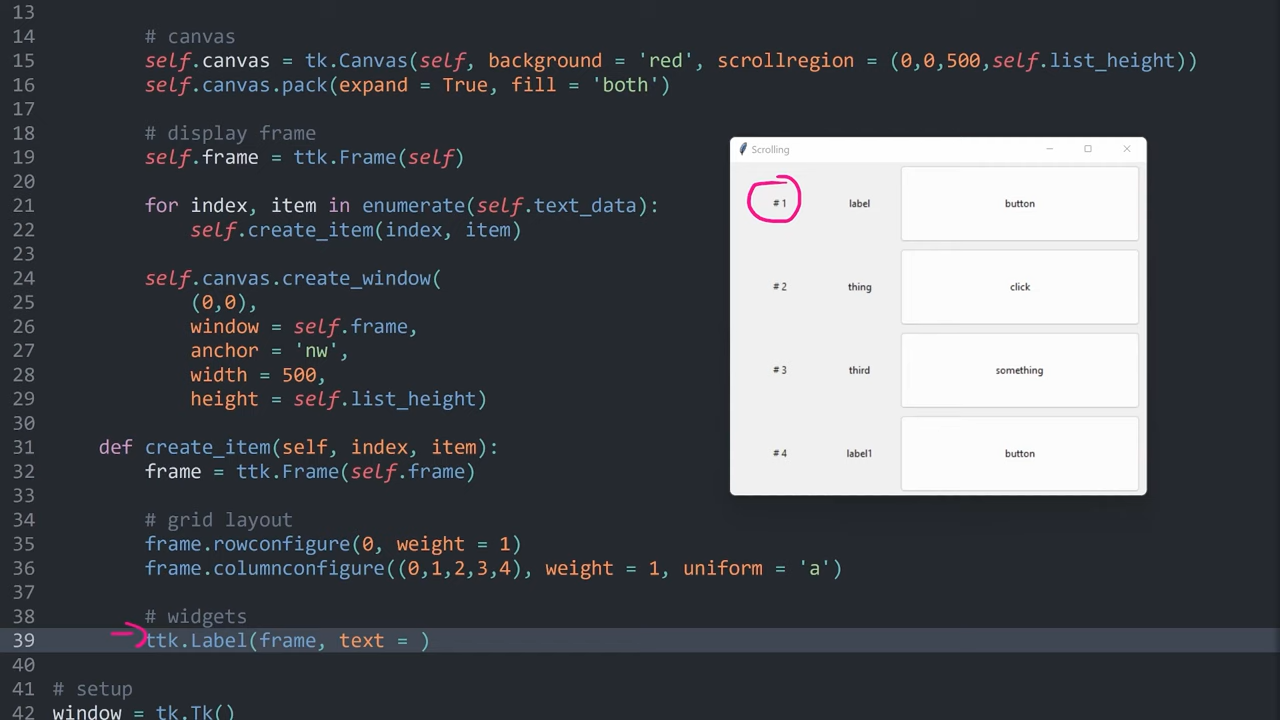 13
14 # canvas
15 self.canvas = tk.Canvas(self, background = 'red', scrollregion = (0,0,500,self.list_height))
16 self.canvas.pack(expand = True, fill = 'both')
17
18 # display frame
19 self.frame = ttk.Frame(self)
20
21 for index, item in enumerate(self.text_data):
22 self.create_item(index, item)
23
24 self.canvas.create_window(
25 (0,0),
26 window = self.frame,
27 anchor = 'nw',
28 width = 500,
29 height = self.list_height)
30
31 def create_item(self, index, item):
32 frame = ttk.Frame(self.frame)
33
34 # grid layout
35 frame.rowconfigure(0, weight = 1)
36 frame.columnconfigure((0,1,2,3,4), weight = 1, uniform = 'a')
37
38 # widgets
39 ttk.Label(frame, text = )
40
41 # setup
42 window = tk.Tk()
Scrolling
# 1 label button
# 2 thing click
# 3 third something
# 4 label1 button